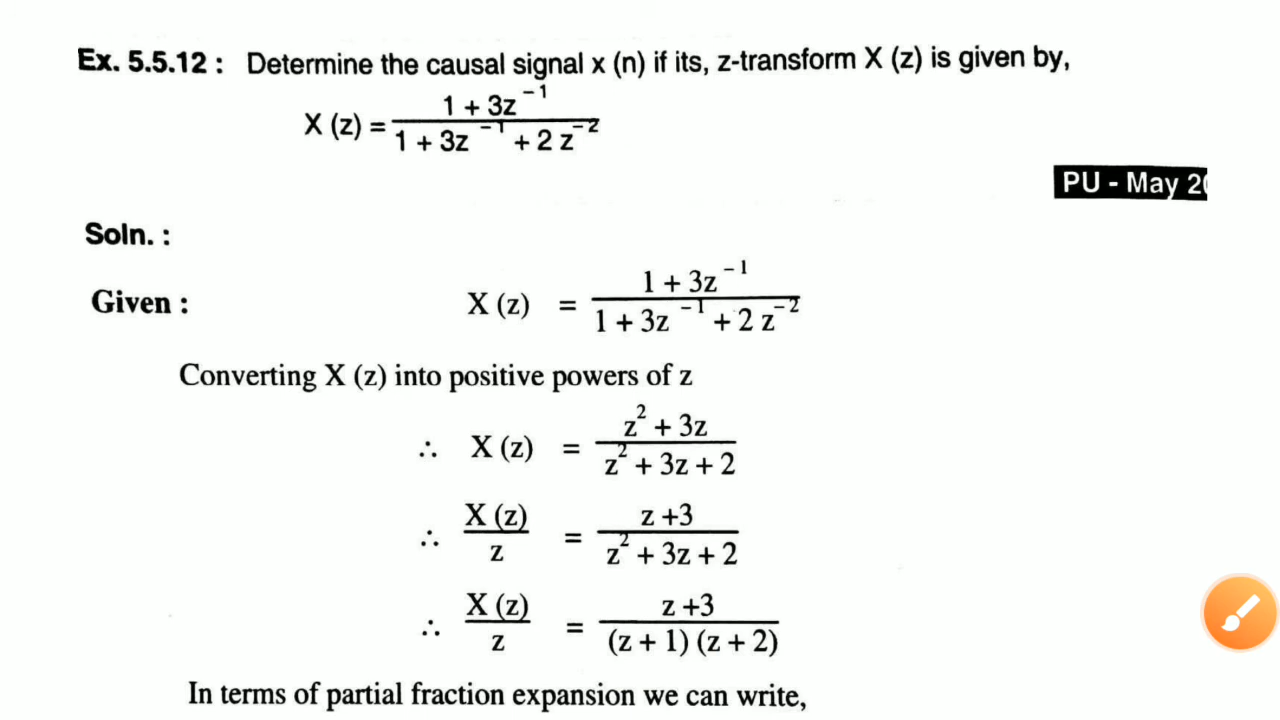 Ex. 5.5.12 : Determine the causal signal x (n) if its, z-transform X (z) is given by,
X (z) = (1 + 3z^-1) / (1 + 3z^-1 + 2 z^-2)
PU - May 20
Soln. :
Given : X (z) = (1 + 3z^-1) / (1 + 3z^-1 + 2 z^-2)
Converting X (z) into positive powers of z
∴ X (z) = (z^2 + 3z) / (z^2 + 3z + 2)
∴ X (z) / z = (z +3) / (z^2 + 3z + 2)
∴ X (z) / z = (z +3) / ((z + 1) (z + 2))
In terms of partial fraction expansion we can write,